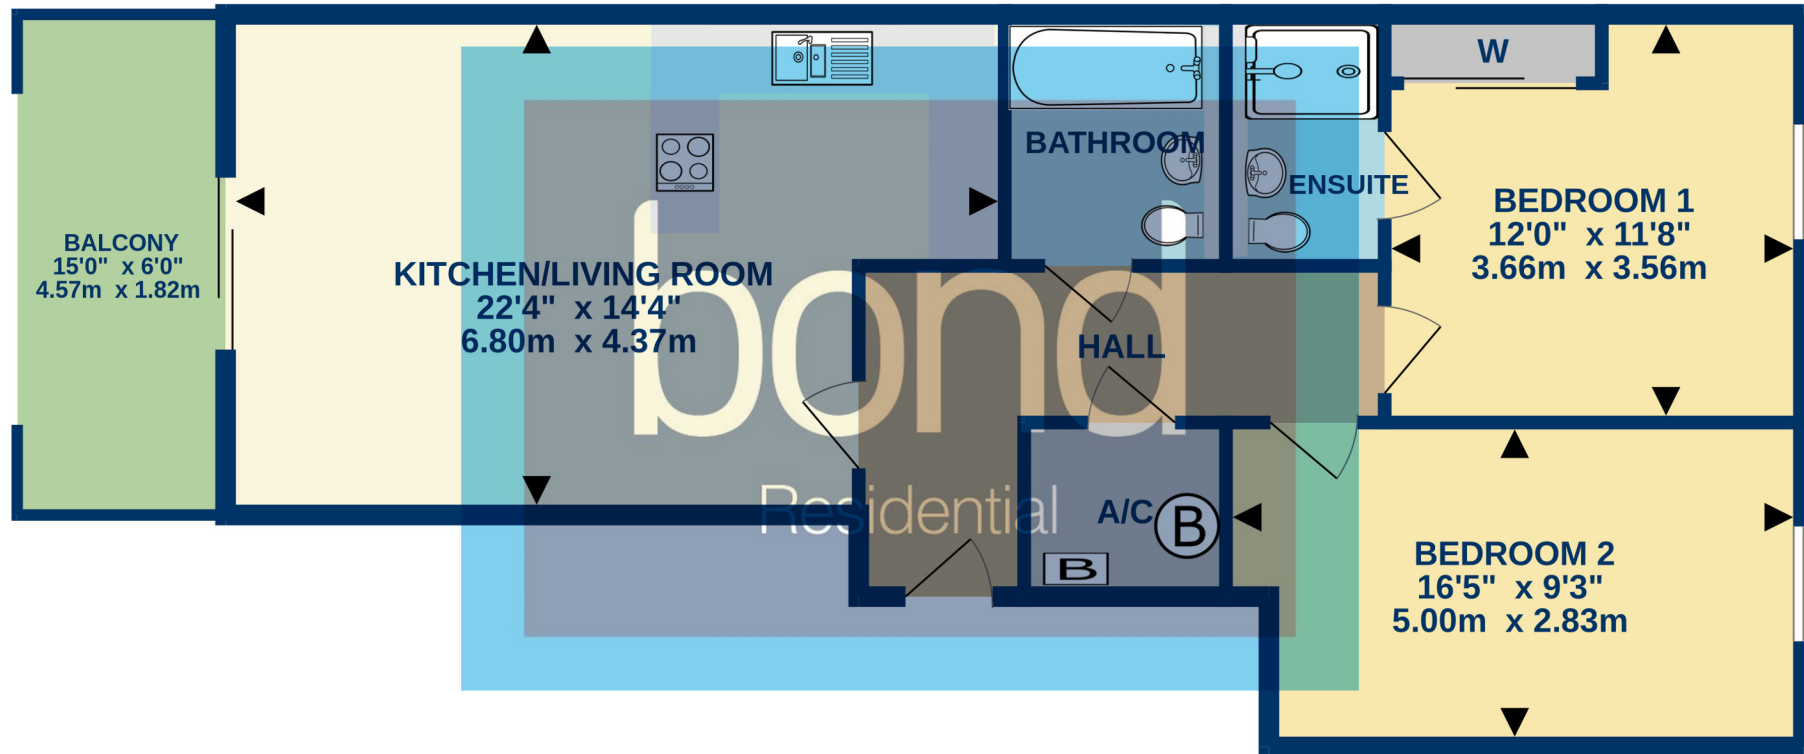 BALCONY
15'0" x 6'0"
4.57m x 1.82m
KITCHEN/LIVING ROOM
22'4" x 14'4"
6.80m x 4.37m
BATHROOM
ENSUITE
W
BEDROOM 1
12'0" x 11'8"
3.66m x 3.56m
HALL
A/C
B
B
BEDROOM 2
16'5" x 9'3"
5.00m x 2.83m
bond
Residential